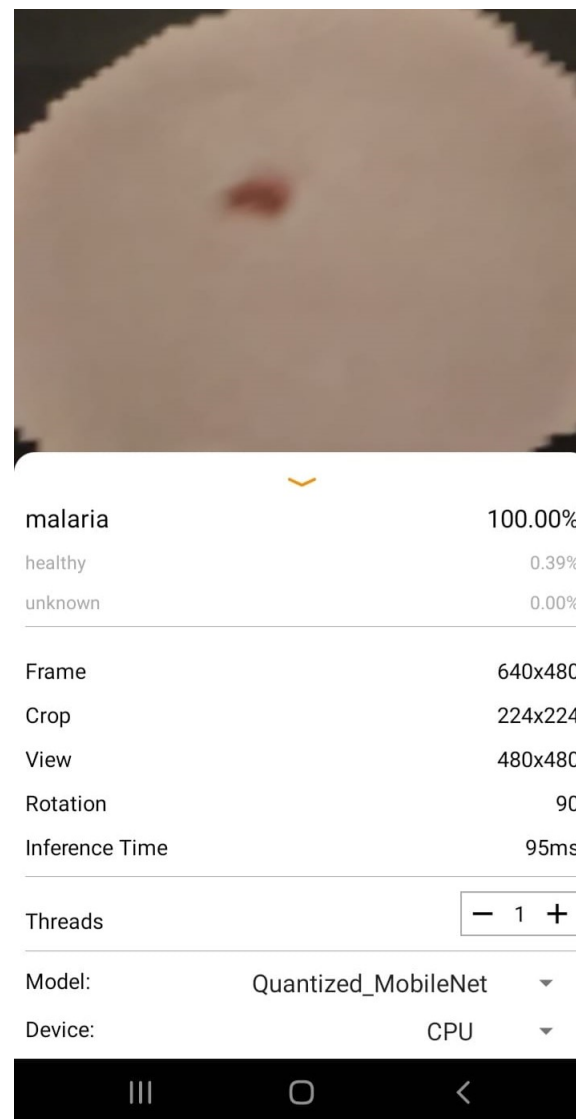 malaria 100.00%
healthy 0.39%
unknown 0.00%
Frame 640x480
Crop 224x224
View 480x480
Rotation 90
Inference Time 95ms
Threads 1
Model: Quantized_MobileNet
Device: CPU